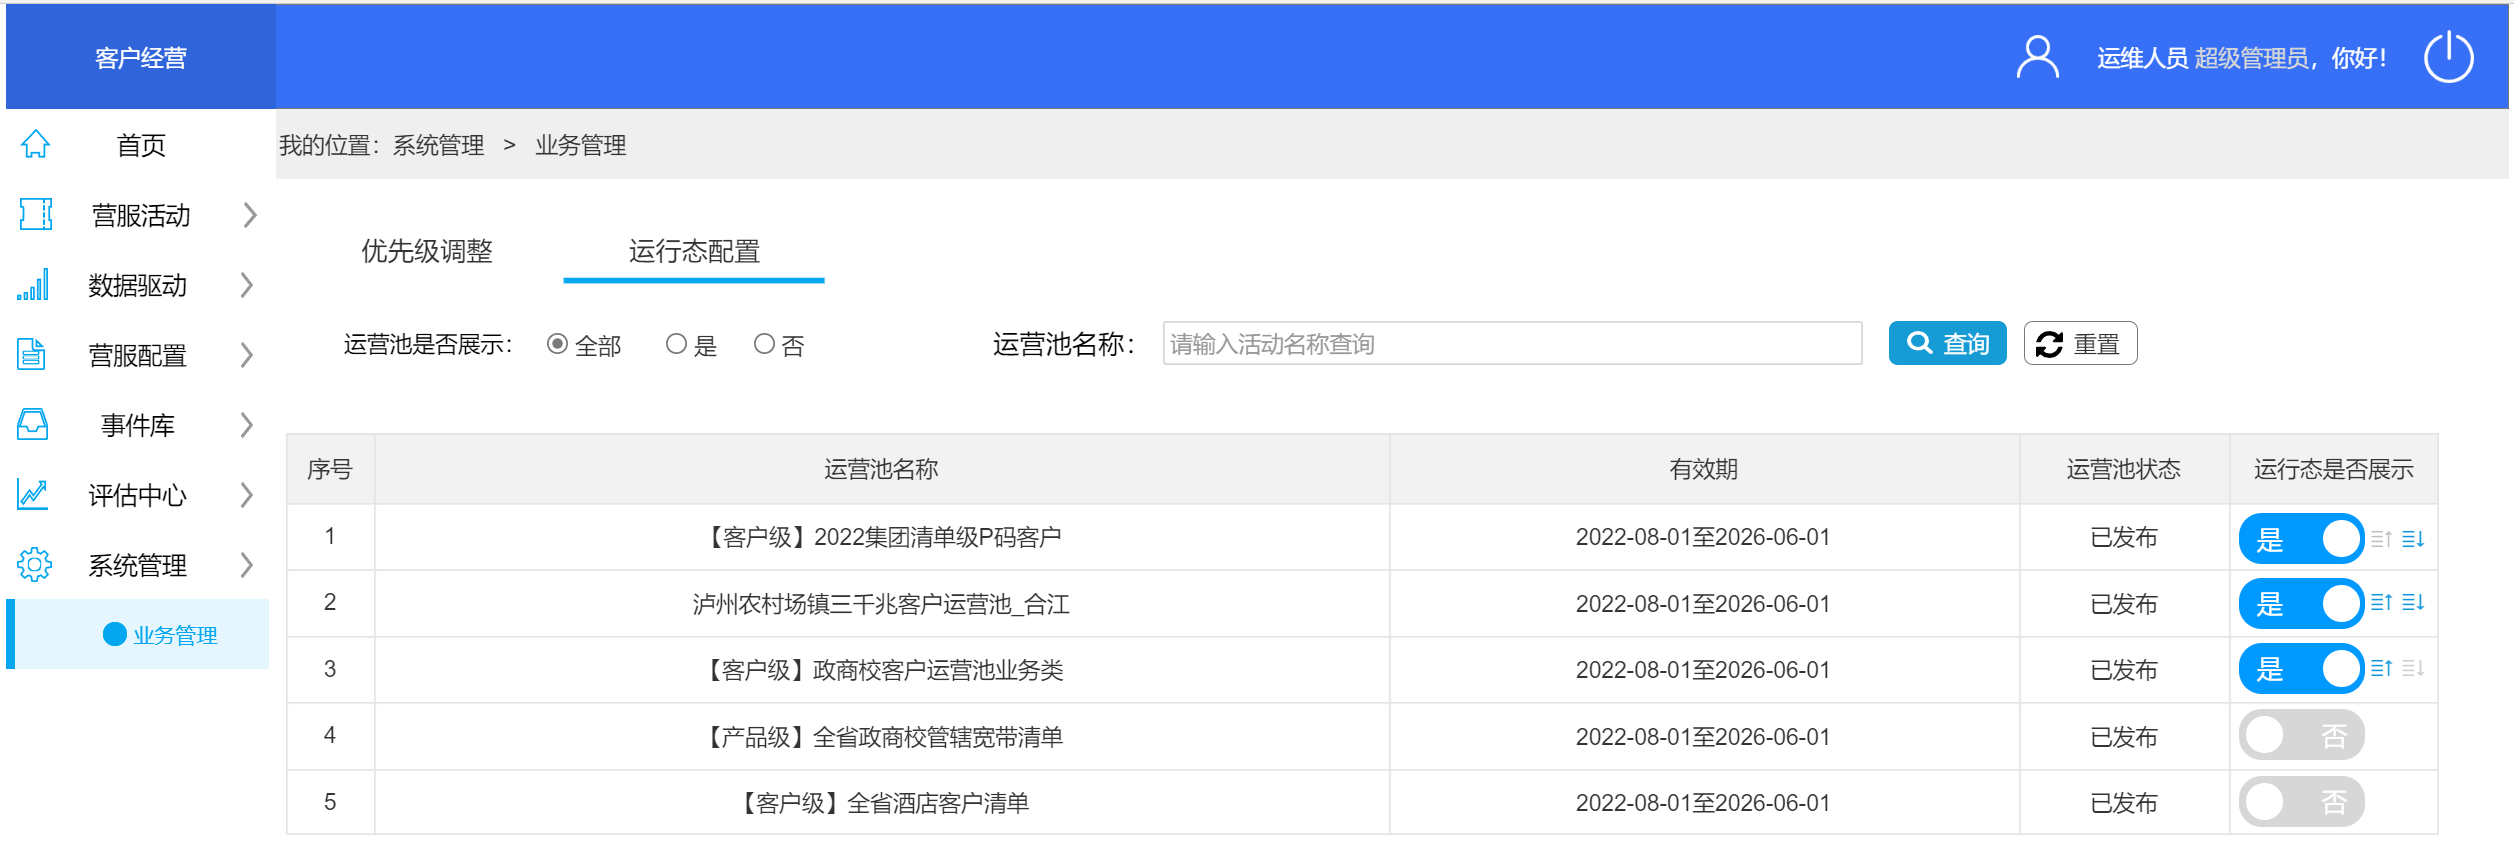 客户经营
运维人员 超级管理员，你好！
首页
我的位置：系统管理 > 业务管理
营服活动
数据驱动
营服配置
事件库
评估中心
系统管理
业务管理
优先级调整 运行态配置
运营池是否展示： 全部 是 否 运营池名称： 请输入活动名称查询 查询 重置
序号 运营池名称 有效期 运营池状态 运行态是否展示
1 【客户级】2022集团清单级P码客户 2022-08-01至2026-06-01 已发布 是
2 泸州农村场镇三千兆客户运营池_合江 2022-08-01至2026-06-01 已发布 是
3 【客户级】政商校客户运营池业务类 2022-08-01至2026-06-01 已发布 是
4 【产品级】全省政商校管辖宽带清单 2022-08-01至2026-06-01 已发布 否
5 【客户级】全省酒店客户清单 2022-08-01至2026-06-01 已发布 否